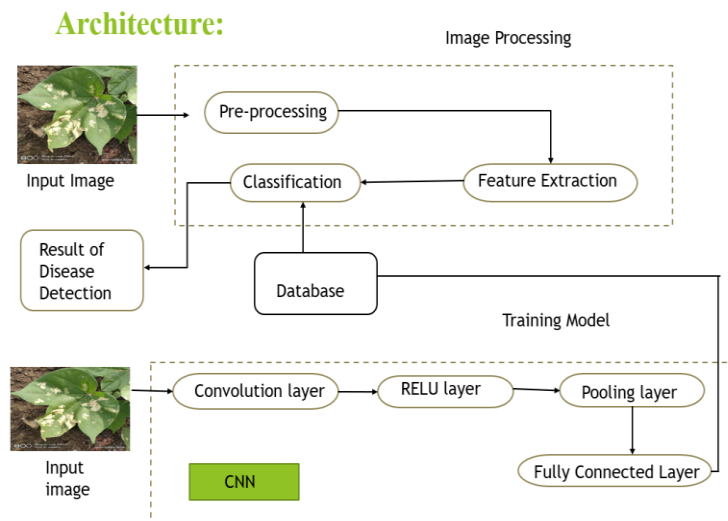 Architecture:
Image Processing
Pre-processing
Input Image
Classification
Feature Extraction
Result of
Disease
Detection
Database
Training Model
Convolution layer
RELU layer
Pooling layer
Input
image
CNN
Fully Connected Layer